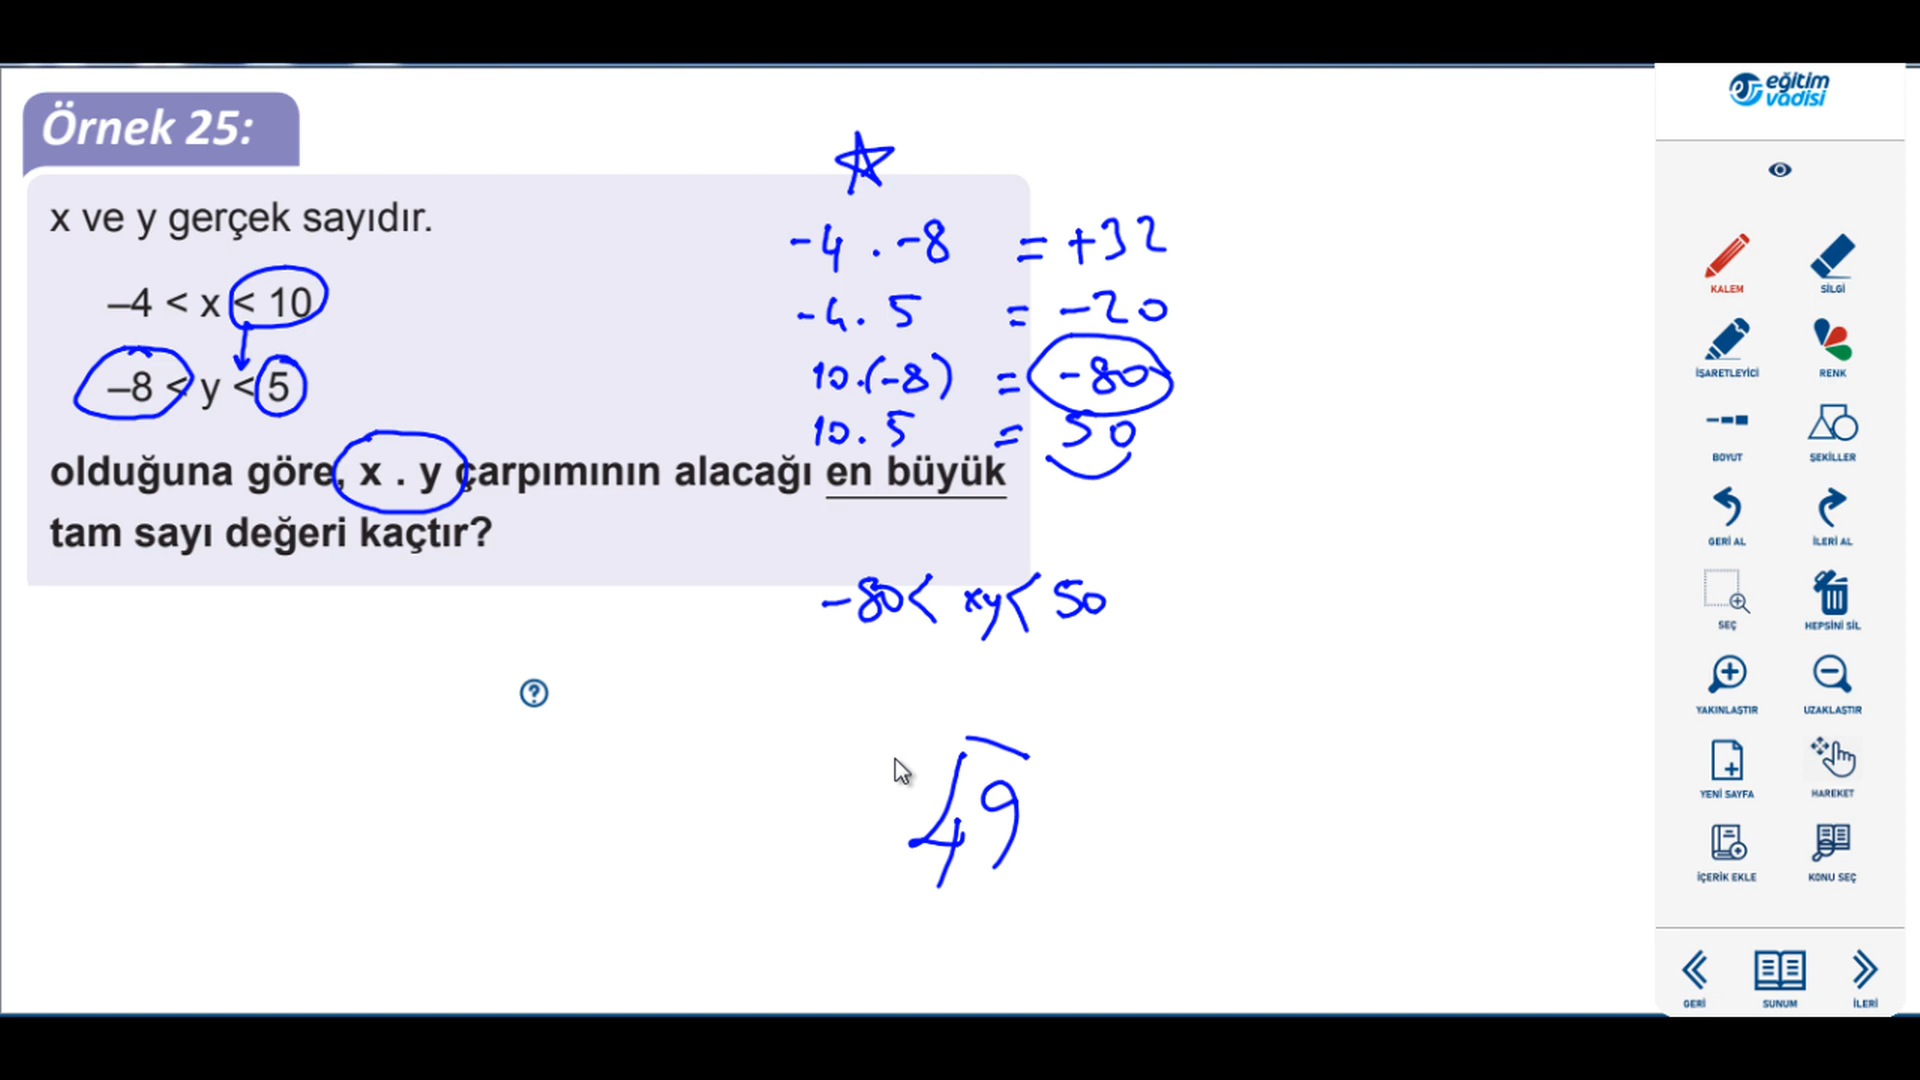 Örnek 25:
x ve y gerçek sayıdır.
–4 < x < 10
–8 < y < 5
olduğuna göre, x . y çarpımının alacağı en büyük
tam sayı değeri kaçtır?
-4 . -8 = +32
-4 . 5 = -20
10.(-8) = -80
10. 5 = 50
-80 < xy < 50
49
eğitim
vadisi
KALEM
SİLGİ
İŞARETLEYİCİ
RENK
BOYUT
ŞEKİLLER
GERİ AL
İLERİ AL
SEÇ
HEPSİNİ SİL
YAKINLAŞTIR
UZAKLAŞTIR
YENİ SAYFA
HAREKET
İÇERİK EKLE
KONU SEÇ
GERİ
SUNUM
İLERİ